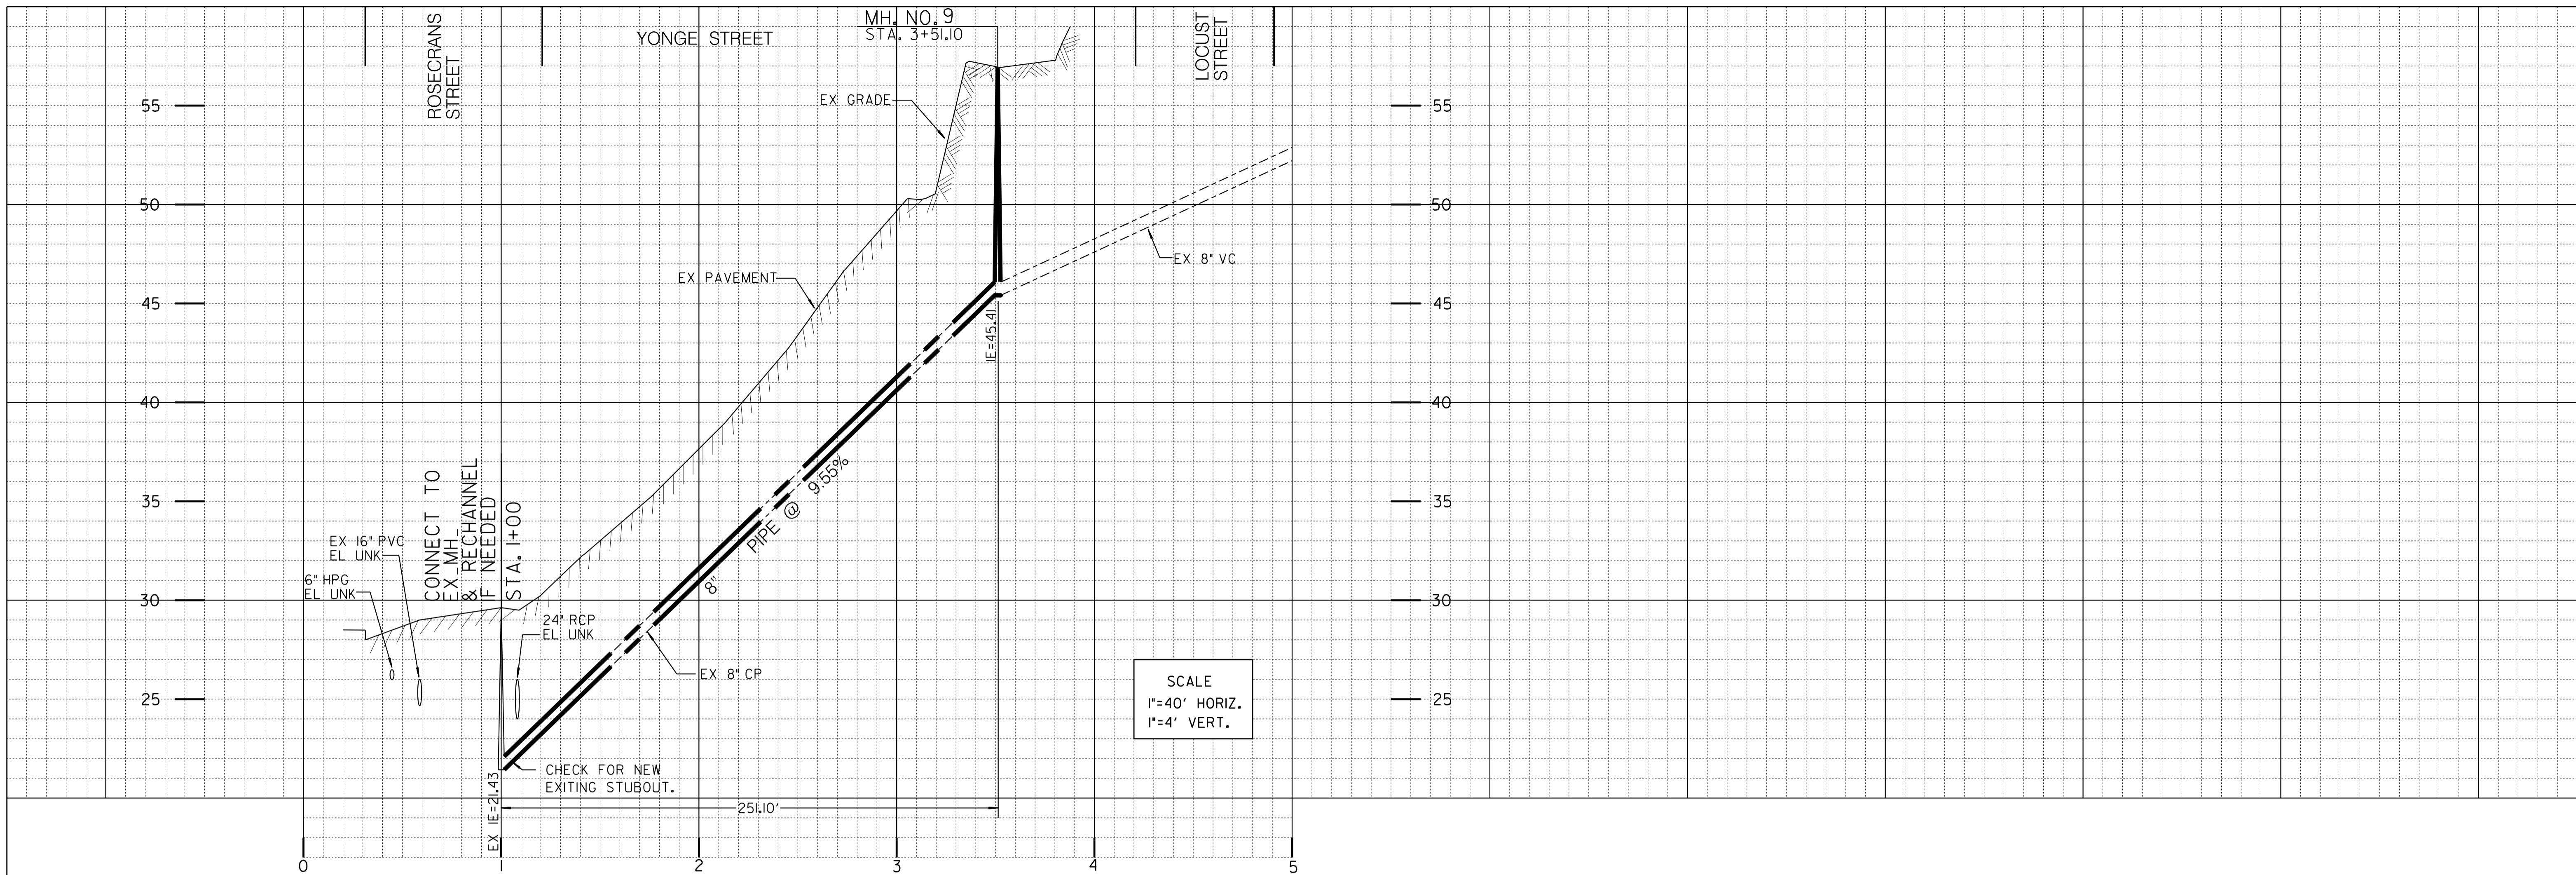 MH. NO. 9
STA. 3+51.10
YONGE STREET
ROSECRANS
STREET
LOCUST
STREET
55
55
EX GRADE
50
50
EX 8" VC
EX PAVEMENT
45
45
IE=45.41
40
40
9.55%
PIPE @
8"
35
35
CONNECT TO
EX_MH_
& RECHANNEL
F NEEDED
STA. 1+00
EX 16" PVC
EL UNK
6" HPG
EL UNK
30
30
24" RCP
EL UNK
EX 8" CP
25
25
SCALE
1"=40' HORIZ.
1"=4' VERT.
CHECK FOR NEW
EXITING STUBOUT.
EX IE=21.43
251.10'
0
1
2
3
4
5